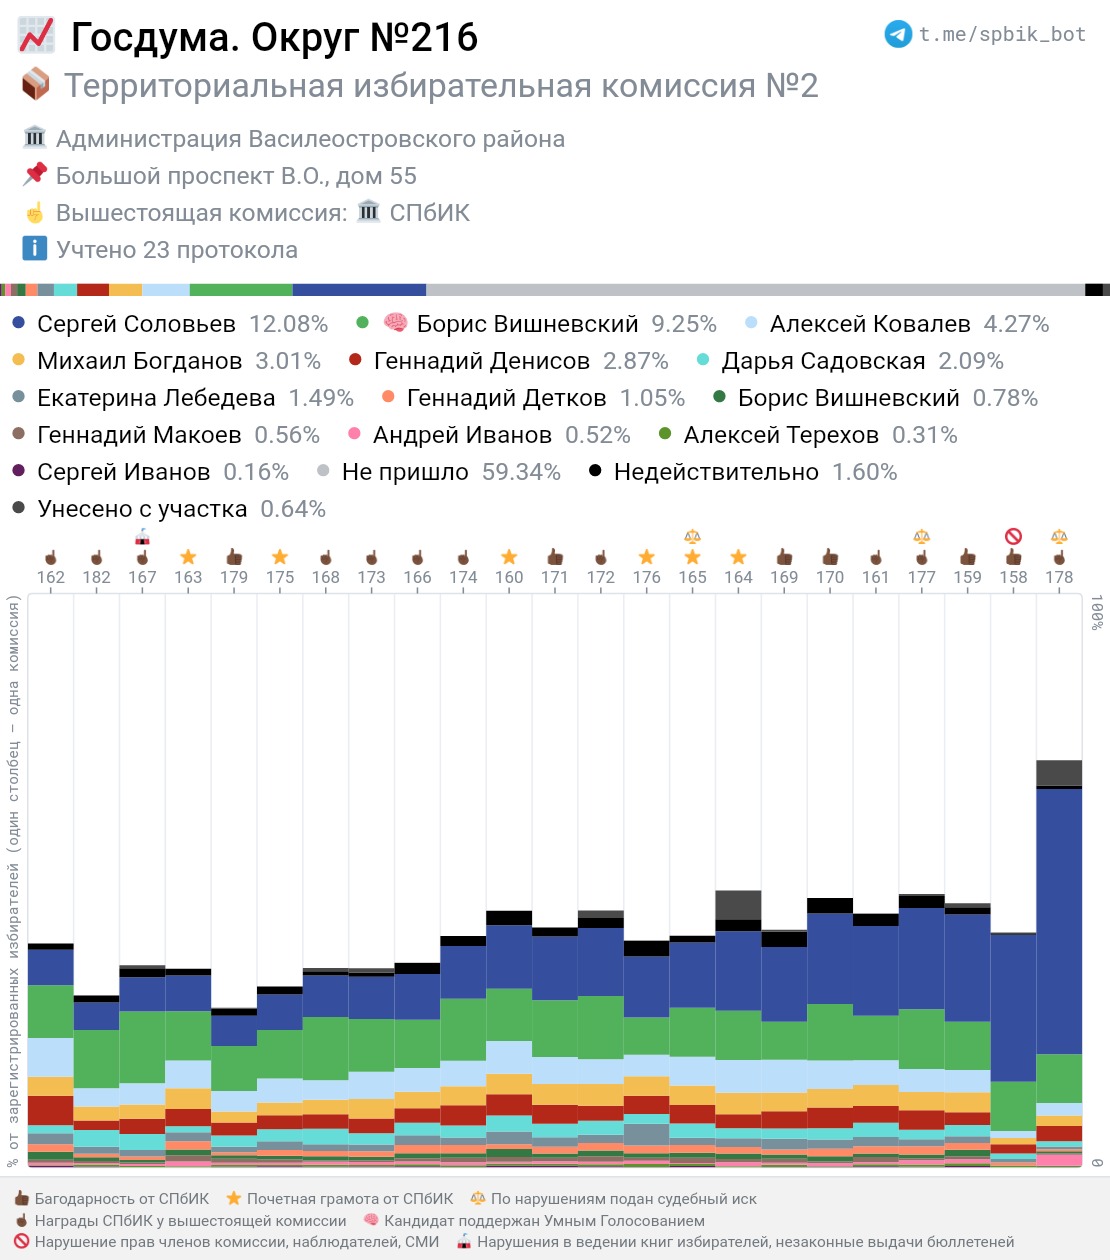 Госдума. Округ №216
t.me/spbik_bot
Территориальная избирательная комиссия №2
Администрация Василеостровского района
Большой проспект В.О., дом 55
Вышестоящая комиссия: СПбИК
Учтено 23 протокола
Сергей Соловьев 12.08% Борис Вишневский 9.25% Алексей Ковалев 4.27%
Михаил Богданов 3.01% Геннадий Денисов 2.87% Дарья Садовская 2.09%
Екатерина Лебедева 1.49% Геннадий Детков 1.05% Борис Вишневский 0.78%
Геннадий Макоев 0.56% Андрей Иванов 0.52% Алексей Терехов 0.31%
Сергей Иванов 0.16% Не пришло 59.34% Недействительно 1.60%
Унесено с участка 0.64%
162 182 167 163 179 175 168 173 166 174 160 171 172 176 165 164 169 170 161 177 159 158 178
% от зарегистрированных избирателей (один столбец – одна комиссия)
100%
0
Багодарность от СПбИК Почетная грамота от СПбИК По нарушениям подан судебный иск
Награды СПбИК у вышестоящей комиссии Кандидат поддержан Умным Голосованием
Нарушение прав членов комиссии, наблюдателей, СМИ Нарушения в ведении книг избирателей, незаконные выдачи бюллетеней